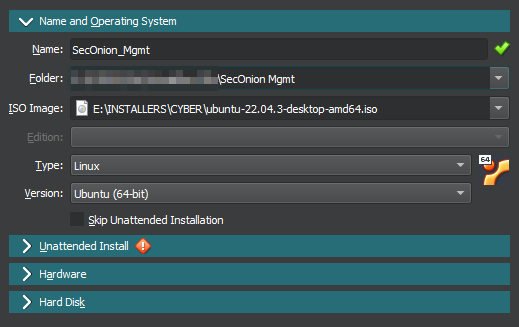 Name and Operating System
Name: SecOnion_Mgmt
Folder: \SecOnion Mgmt
ISO Image: E:\INSTALLERS\CYBER\ubuntu-22.04.3-desktop-amd64.iso
Edition:
Type: Linux
64
Version: Ubuntu (64-bit)
Skip Unattended Installation
Unattended Install
Hardware
Hard Disk